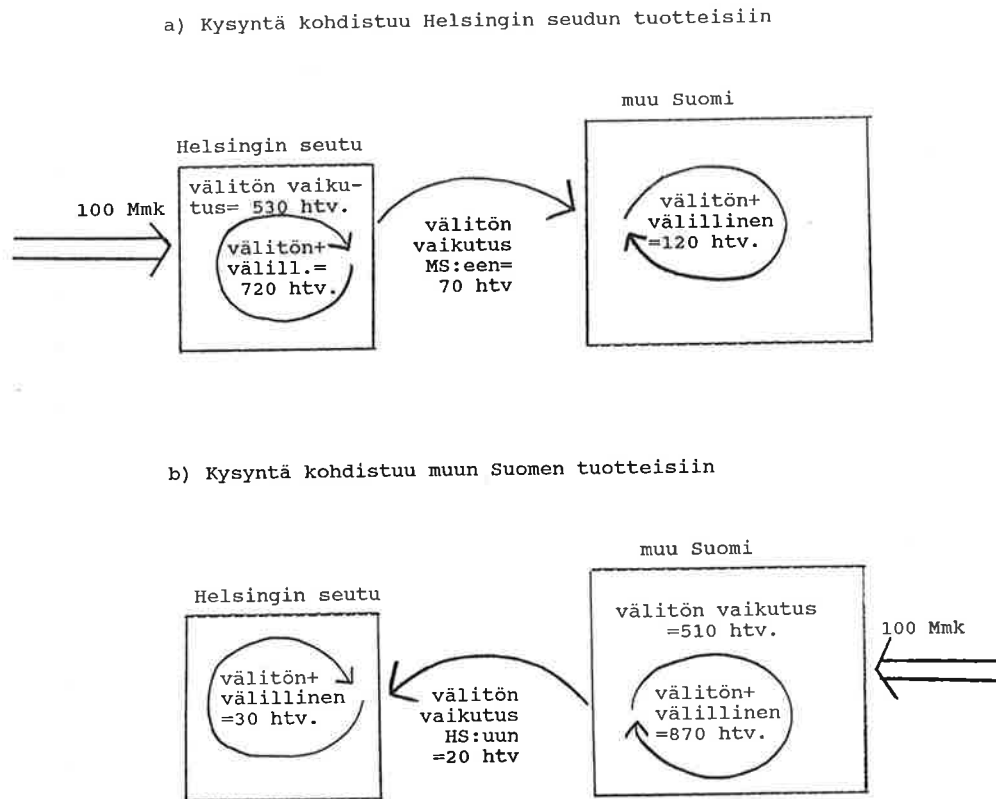 a) Kysyntä kohdistuu Helsingin seudun tuotteisiin
muu Suomi
Helsingin seutu
välitön vaiku-
tus= 530 htv.
100 Mmk
välitön+
välill.=
720 htv.
välitön
vaikutus
MS:een=
70 htv
välitön+
välillinen
=120 htv.
b) Kysyntä kohdistuu muun Suomen tuotteisiin
muu Suomi
Helsingin seutu
välitön vaikutus
=510 htv.
100 Mmk
välitön+
välillinen
=30 htv.
välitön
vaikutus
HS:uun
=20 htv
välitön+
välillinen
=870 htv.